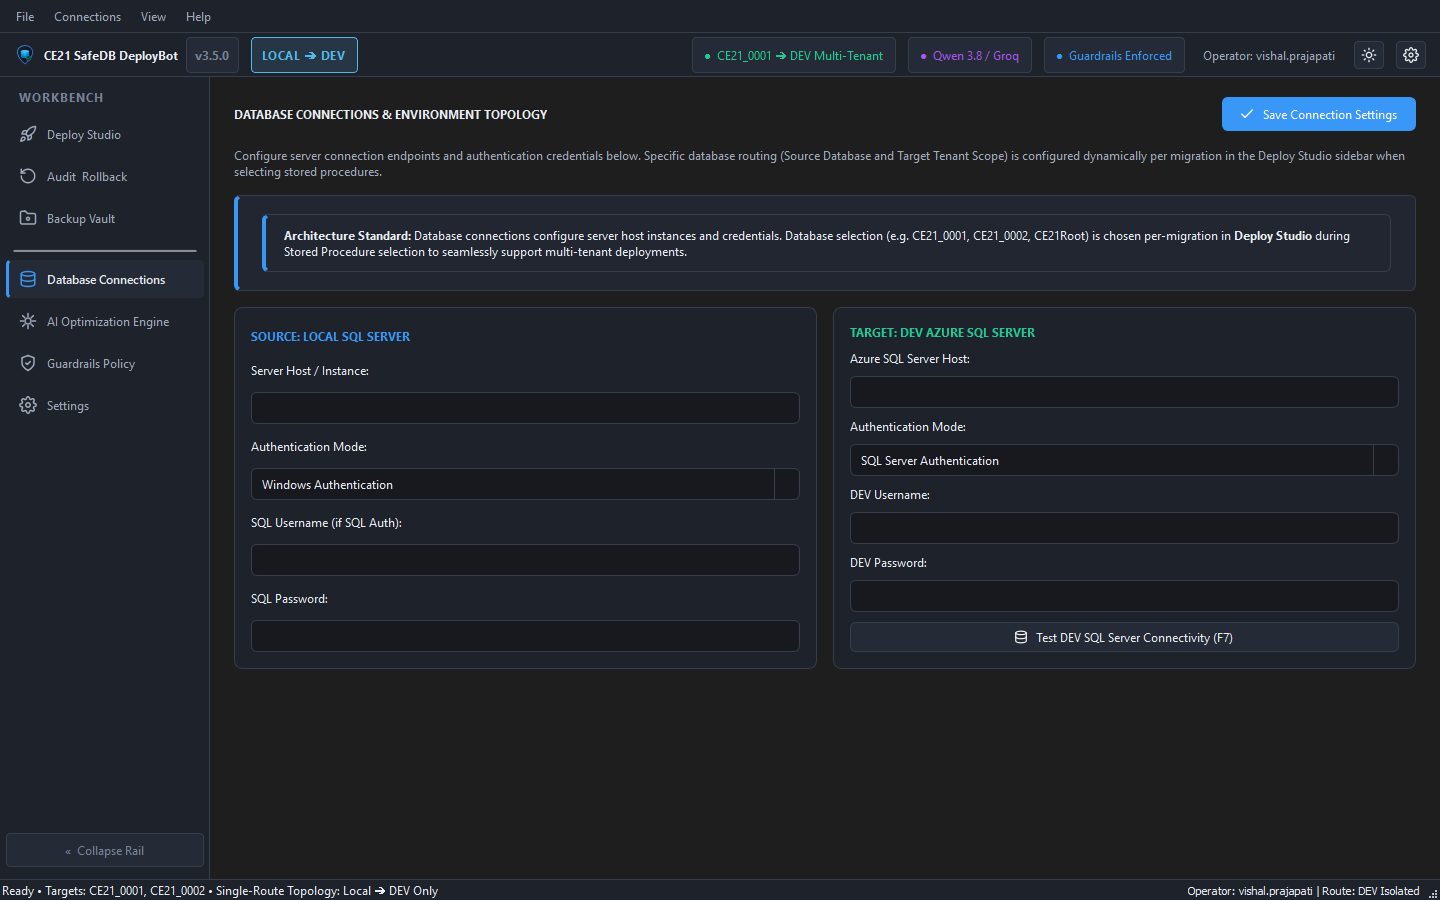 File Connections View Help
CE21 SafeDB DeployBot v3.5.0 LOCAL ➔ DEV ● CE21_0001 ➔ DEV Multi-Tenant ● Qwen 3.8 / Groq ● Guardrails Enforced Operator: vishal.prajapati
WORKBENCH
Deploy Studio
Audit Rollback
Backup Vault
Database Connections
AI Optimization Engine
Guardrails Policy
Settings
« Collapse Rail
DATABASE CONNECTIONS & ENVIRONMENT TOPOLOGY
Save Connection Settings
Configure server connection endpoints and authentication credentials below. Specific database routing (Source Database and Target Tenant Scope) is configured dynamically per migration in the Deploy Studio sidebar when
selecting stored procedures.
Architecture Standard: Database connections configure server host instances and credentials. Database selection (e.g. CE21_0001, CE21_0002, CE21Root) is chosen per-migration in Deploy Studio during
Stored Procedure selection to seamlessly support multi-tenant deployments.
SOURCE: LOCAL SQL SERVER
Server Host / Instance:
Authentication Mode:
Windows Authentication
SQL Username (if SQL Auth):
SQL Password:
TARGET: DEV AZURE SQL SERVER
Azure SQL Server Host:
Authentication Mode:
SQL Server Authentication
DEV Username:
DEV Password:
Test DEV SQL Server Connectivity (F7)
Ready • Targets: CE21_0001, CE21_0002 • Single-Route Topology: Local ➔ DEV Only
Operator: vishal.prajapati | Route: DEV Isolated